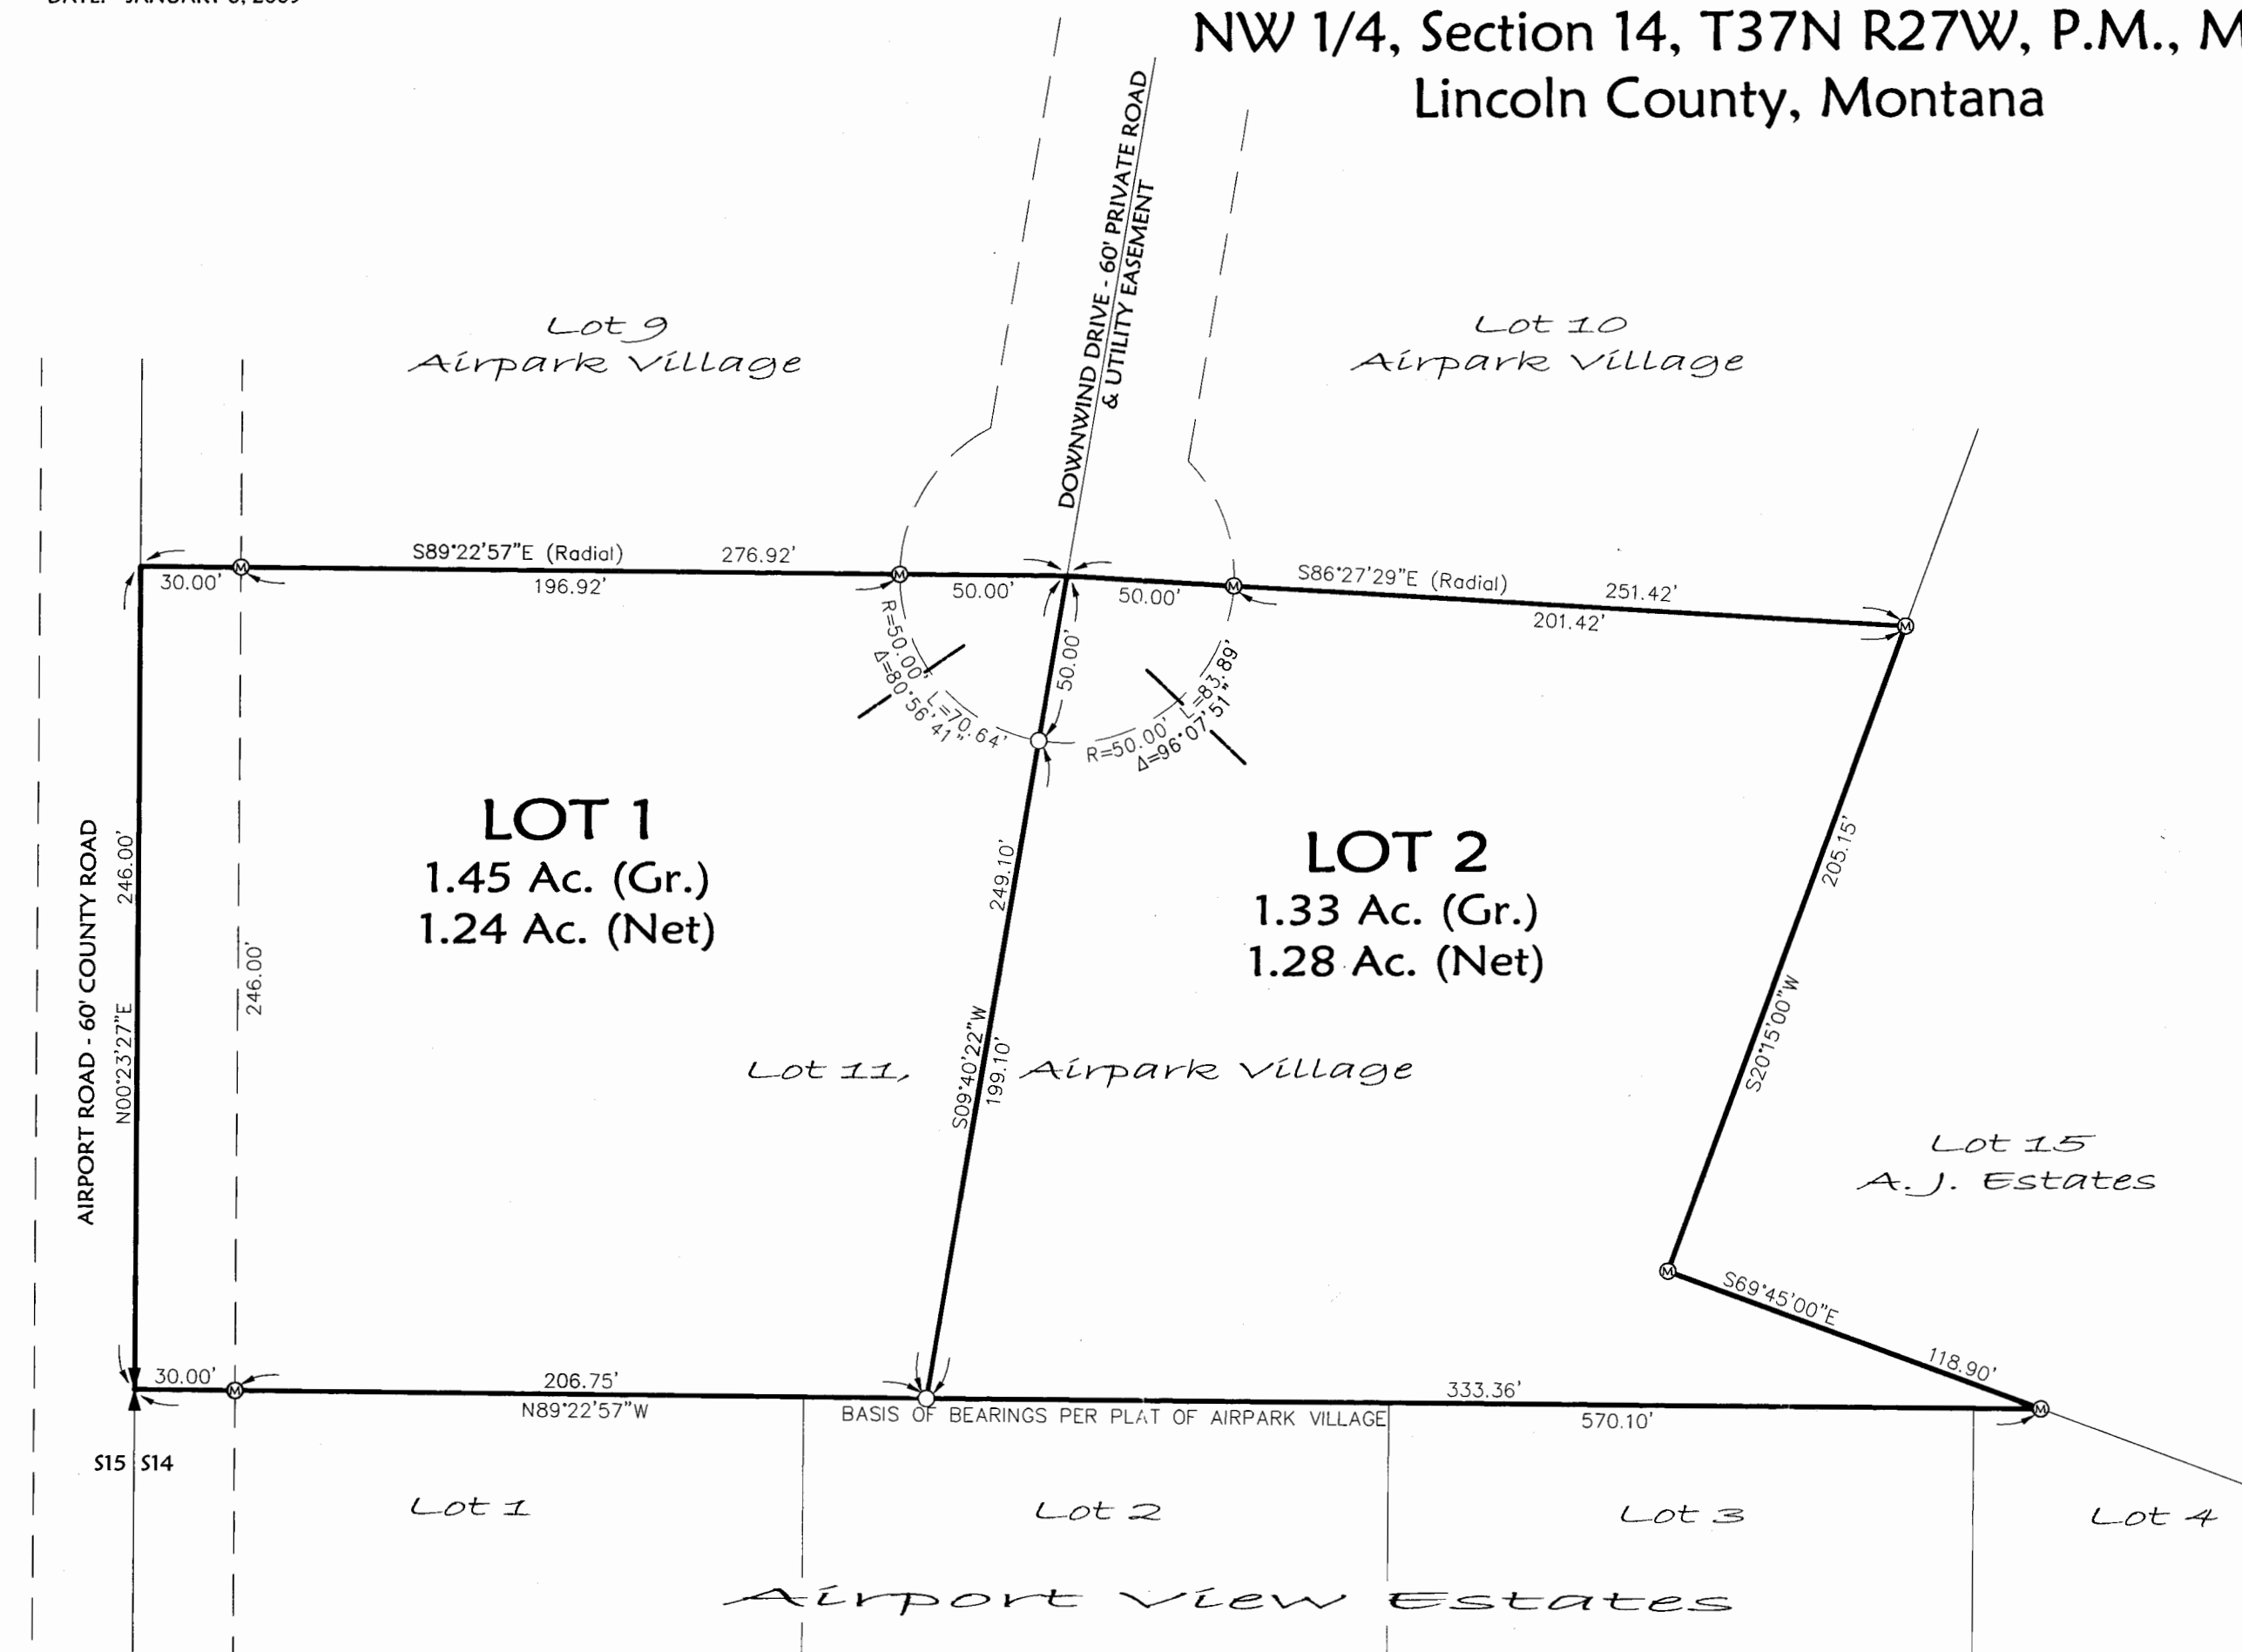 NW 1/4, Section 14, T37N R27W, P.M.,
Lincoln County, Montana
DOWNWIND DRIVE - 60' PRIVATE ROAD
& UTILITY EASEMENT
Lot 9
Airpark Village
Lot 10
Airpark Village
S89°22'57"E (Radial)
276.92'
30.00'
196.92'
50.00'
50.00'
S86°27'29"E (Radial)
251.42'
201.42'
R=50.00'
L=70.64'
Δ=80°56'41"
50.00'
R=50.00'
L=83.89'
Δ=96°07'51"
LOT 1
1.45 Ac. (Gr.)
1.24 Ac. (Net)
LOT 2
1.33 Ac. (Gr.)
1.28 Ac. (Net)
AIRPORT ROAD - 60' COUNTY ROAD
N00°23'27"E
246.00'
246.00'
249.10'
S09°40'22"W
199.10'
205.15'
S20°15'00"W
Lot 11, Airpark Village
Lot 15
A.J. Estates
S69°45'00"E
118.90'
30.00'
206.75'
N89°22'57"W
333.36'
BASIS OF BEARINGS PER PLAT OF AIRPARK VILLAGE
570.10'
S15 S14
Lot 1
Lot 2
Lot 3
Lot 4
Airport View Estates